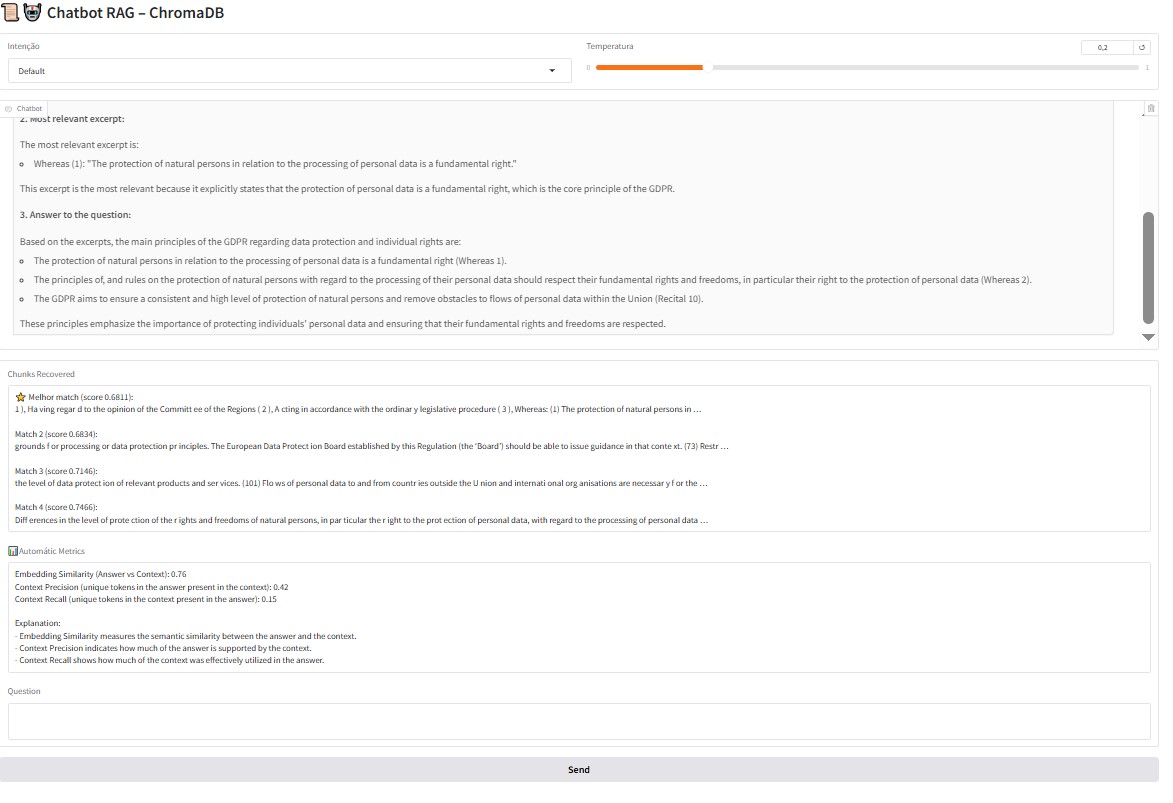 Chatbot RAG – ChromaDB
Intenção
Temperatura
0,2
Default
0
1
Chatbot
2. Most relevant excerpt:
The most relevant excerpt is:
Whereas (1): "The protection of natural persons in relation to the processing of personal data is a fundamental right."
This excerpt is the most relevant because it explicitly states that the protection of personal data is a fundamental right, which is the core principle of the GDPR.
3. Answer to the question:
Based on the excerpts, the main principles of the GDPR regarding data protection and individual rights are:
The protection of natural persons in relation to the processing of personal data is a fundamental right (Whereas 1).
The principles of, and rules on the protection of natural persons with regard to the processing of their personal data should respect their fundamental rights and freedoms, in particular their right to the protection of personal data (Whereas 2).
The GDPR aims to ensure a consistent and high level of protection of natural persons and remove obstacles to flows of personal data within the Union (Recital 10).
These principles emphasize the importance of protecting individuals' personal data and ensuring that their fundamental rights and freedoms are respected.
Chunks Recovered
Melhor match (score 0.6811):
1 ), Ha ving regar d to the opinion of the Committ ee of the Regions ( 2 ), A cting in accordance with the ordinar y legislative procedure ( 3 ), Whereas: (1) The protection of natural persons in ...
Match 2 (score 0.6834):
grounds f or processing or data protection pr inciples. The European Data Protect ion Board established by this Regulation (the 'Board') should be able to issue guidance in that conte xt. (73) Restr ...
Match 3 (score 0.7146):
the level of data protect ion of relevant products and ser vices. (101) Flo ws of personal data to and from countr ies outside the U nion and internati onal org anisations are necessar y f or the ...
Match 4 (score 0.7466):
Diff erences in the level of prote ction of the r ights and freedoms of natural persons, in par ticular the r ight to the prot ection of personal data, with regard to the processing of personal data ...
Automátic Metrics
Embedding Similarity (Answer vs Context): 0.76
Context Precision (unique tokens in the answer present in the context): 0.42
Context Recall (unique tokens in the context present in the answer): 0.15
Explanation:
- Embedding Similarity measures the semantic similarity between the answer and the context.
- Context Precision indicates how much of the answer is supported by the context.
- Context Recall shows how much of the context was effectively utilized in the answer.
Question
Send